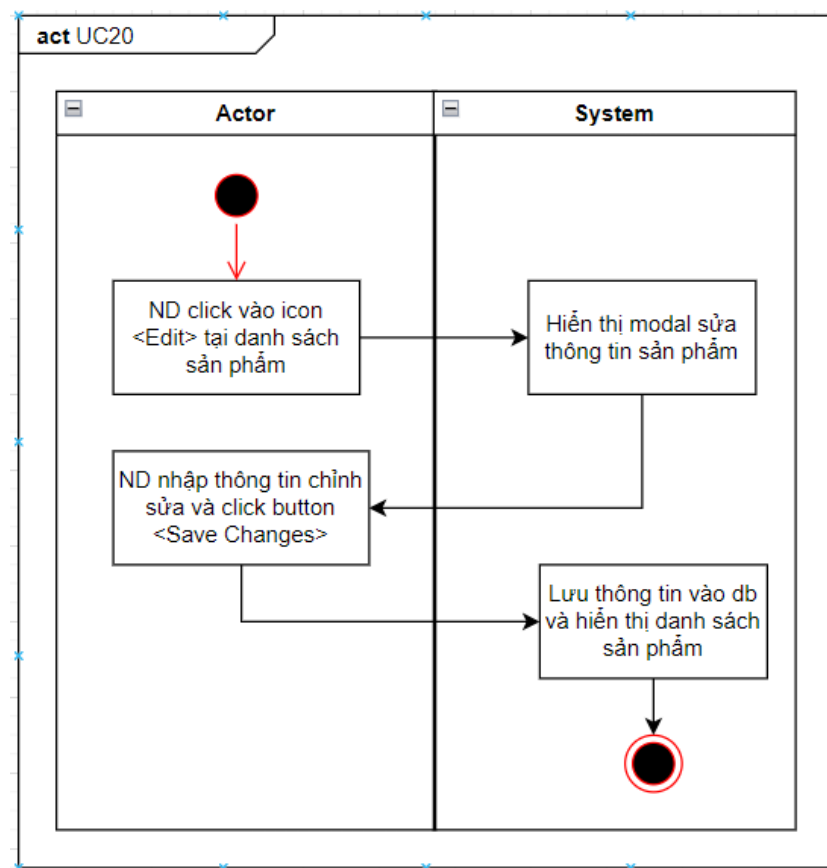 act UC20
Actor
System
ND click vào icon
<Edit> tại danh sách
sản phẩm
Hiển thị modal sửa
thông tin sản phẩm
ND nhập thông tin chỉnh
sửa và click button
<Save Changes>
Lưu thông tin vào db
và hiển thị danh sách
sản phẩm